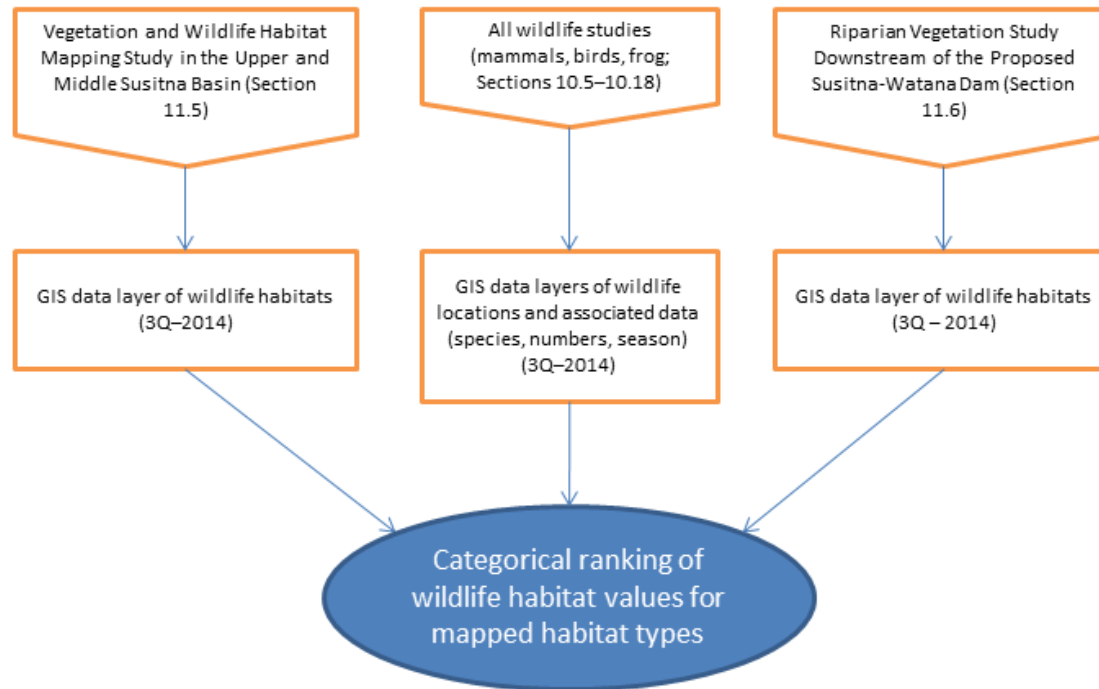 Vegetation and Wildlife Habitat
Mapping Study in the Upper and
Middle Susitna Basin (Section
11.5)
All wildlife studies
(mammals, birds, frog;
Sections 10.5–10.18)
Riparian Vegetation Study
Downstream of the Proposed
Susitna-Watana Dam (Section
11.6)
GIS data layer of wildlife habitats
(3Q–2014)
GIS data layers of wildlife
locations and associated data
(species, numbers, season)
(3Q–2014)
GIS data layer of wildlife habitats
(3Q – 2014)
Categorical ranking of
wildlife habitat values for
mapped habitat types